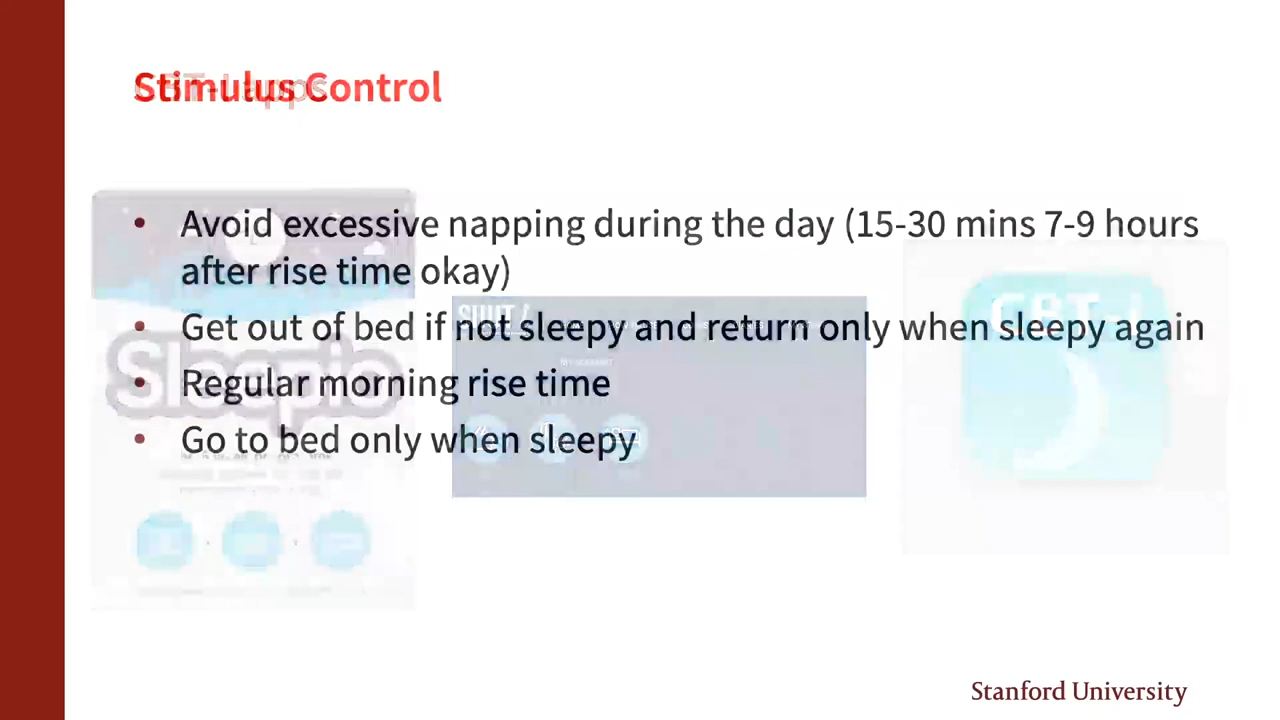 Stimulus Control
• Avoid excessive napping during the day (15-30 mins 7-9 hours
after rise time okay)
• Get out of bed if not sleepy and return only when sleepy again
• Regular morning rise time
• Go to bed only when sleepy
Sleepio
CBT-I
Stanford University